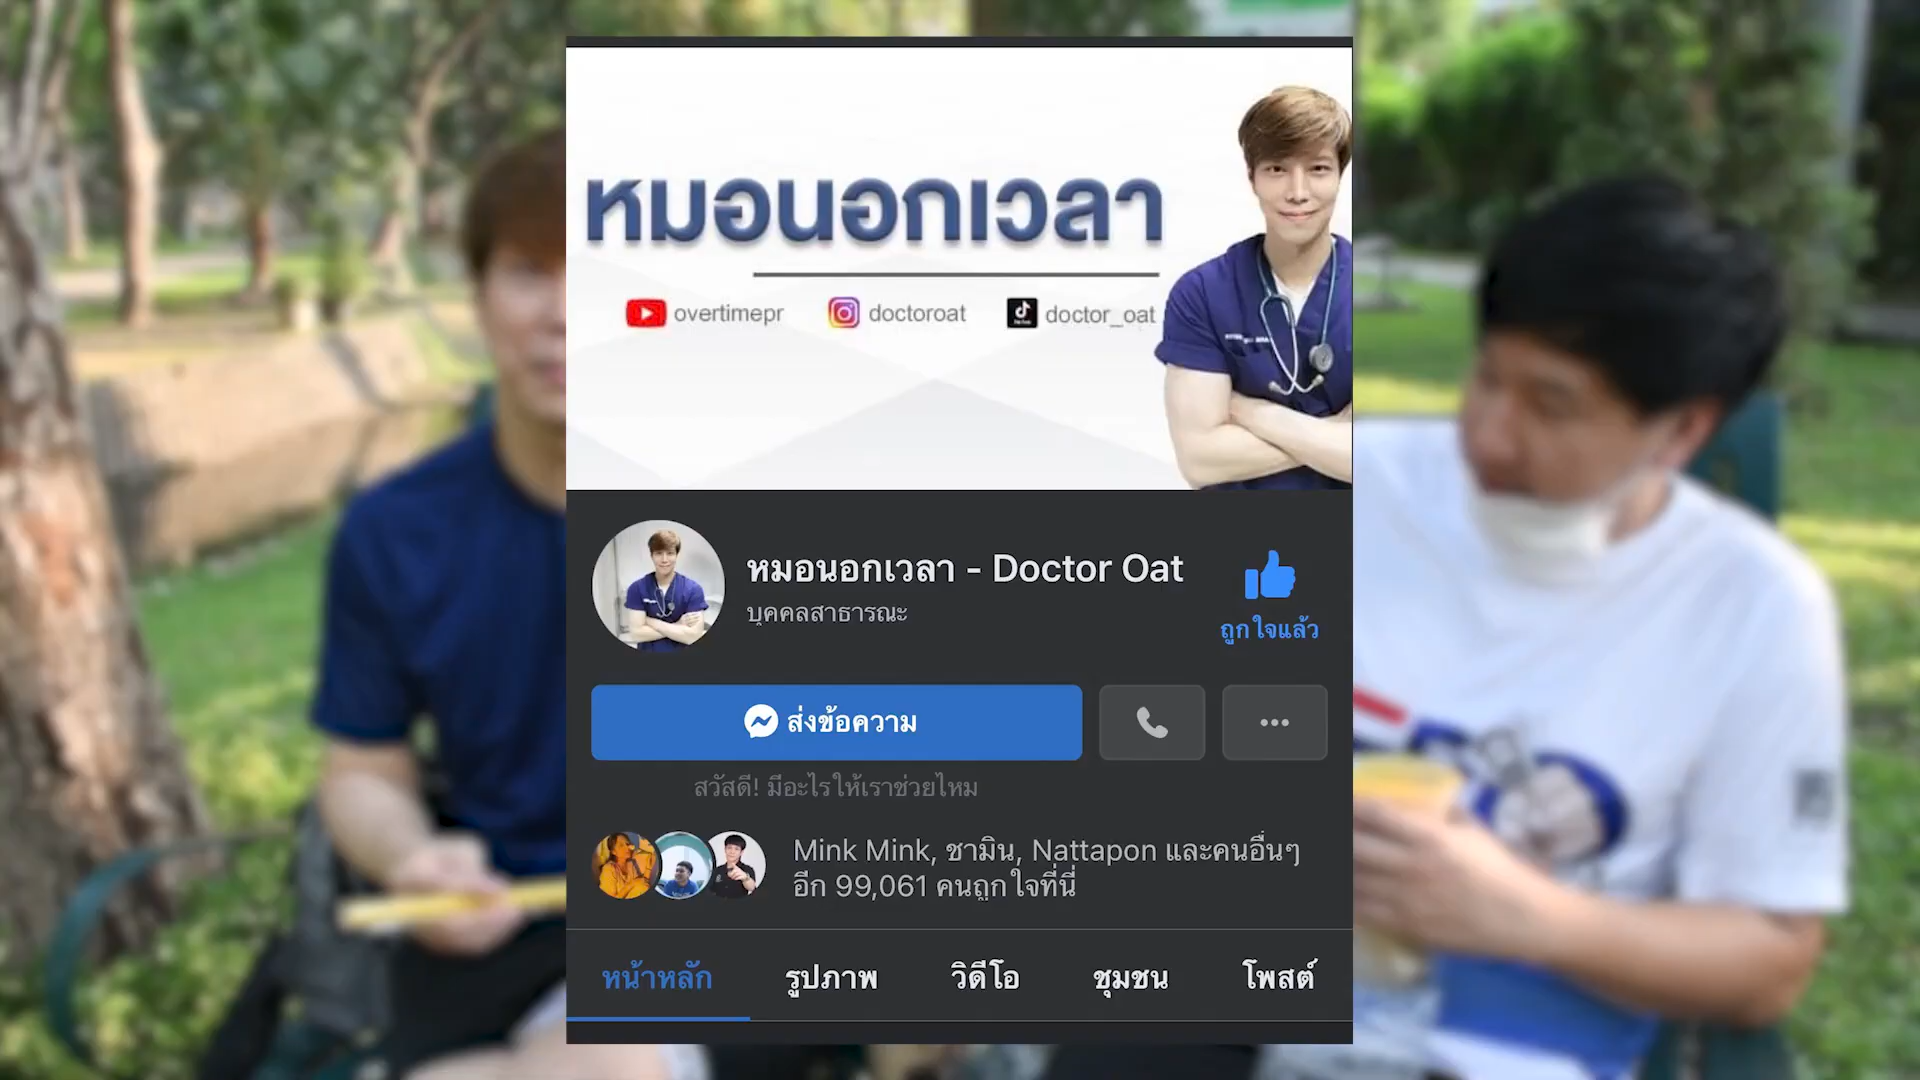 หมอนอกเวลา
overtimepr doctoroat doctor_oat
หมอนอกเวลา - Doctor Oat
บุคคลสาธารณะ
ถูกใจแล้ว
ส่งข้อความ
สวัสดี! มีอะไรให้เราช่วยไหม
Mink Mink, ชามิน, Nattapon และคนอื่นๆ
อีก 99,061 คนถูกใจที่นี่
หน้าหลัก รูปภาพ วิดีโอ ชุมชน โพสต์